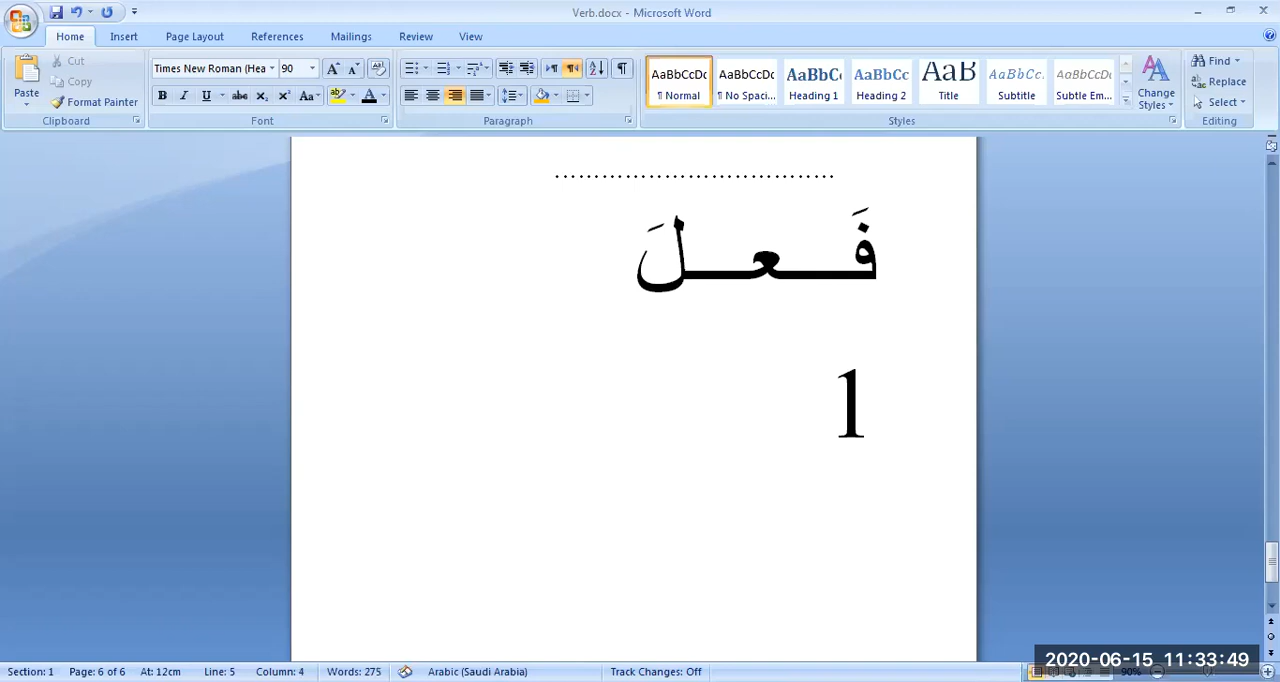 Verb.docx - Microsoft Word
Home Insert Page Layout References Mailings Review View
Paste
Cut
Copy
Format Painter
Clipboard
Times New Roman (Hea 90
Font
Paragraph
AaBbCcDc AaBbCcDc AaBbC AaBbCc AaB AaBbCc. AaBbCcDc
¶ Normal ¶ No Spaci... Heading 1 Heading 2 Title Subtitle Subtle Em...
Styles
Change Styles
Find
Replace
Select
Editing
....................................
فَـــعـــلَ
1
Section: 1 Page: 6 of 6 At: 12cm Line: 5 Column: 4 Words: 275 Arabic (Saudi Arabia) Track Changes: Off 90%
2020-06-15 11:33:49